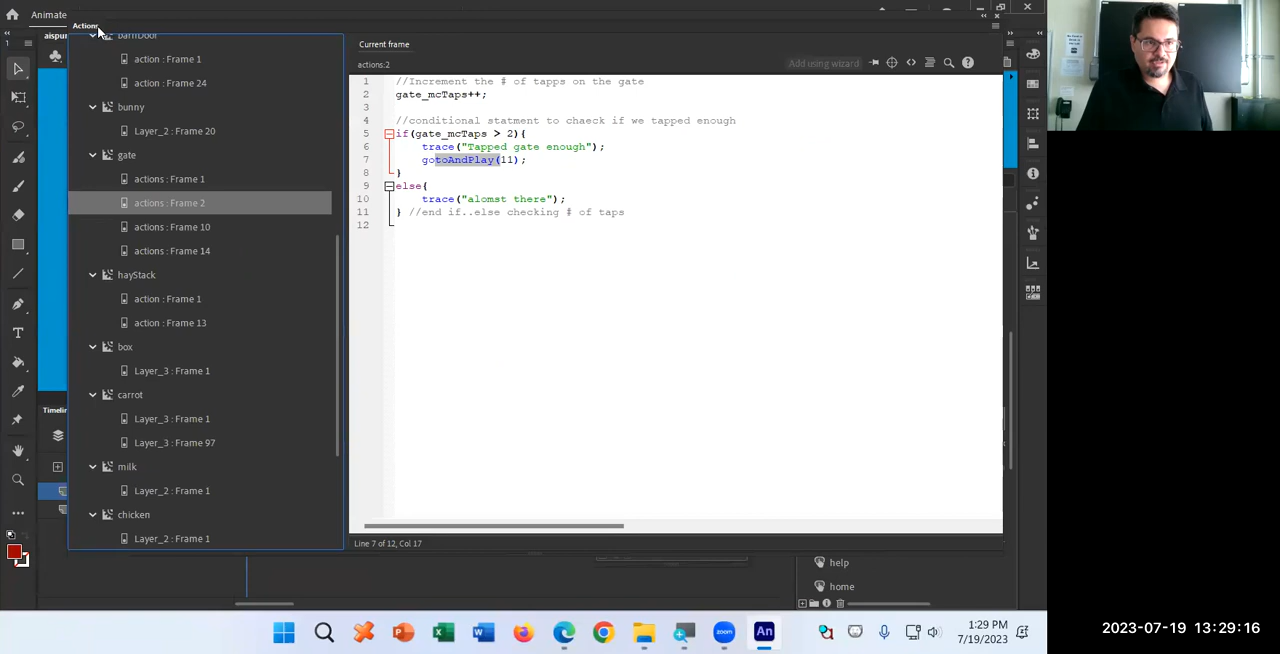 Animate
Actions
aispu
barnDoor
action : Frame 1
action : Frame 24
bunny
Layer_2 : Frame 20
gate
actions : Frame 1
actions : Frame 2
actions : Frame 10
actions : Frame 14
hayStack
action : Frame 1
action : Frame 13
box
Layer_3 : Frame 1
carrot
Layer_3 : Frame 1
Layer_3 : Frame 97
milk
Layer_2 : Frame 1
chicken
Layer_2 : Frame 1
Timelin
Current frame
actions:2
Add using wizard
1 //Increment the # of tapps on the gate
2 gate_mcTaps++;
3
4 //conditional statment to chaeck if we tapped enough
5 if(gate_mcTaps > 2){
6 trace("Tapped gate enough");
7 gotoAndPlay(11);
8 }
9 else{
10 trace("alomst there");
11 } //end if..else checking # of taps
12
Line 7 of 12, Col 17
help
home
zoom
An
1:29 PM
7/19/2023
2023-07-19 13:29:16